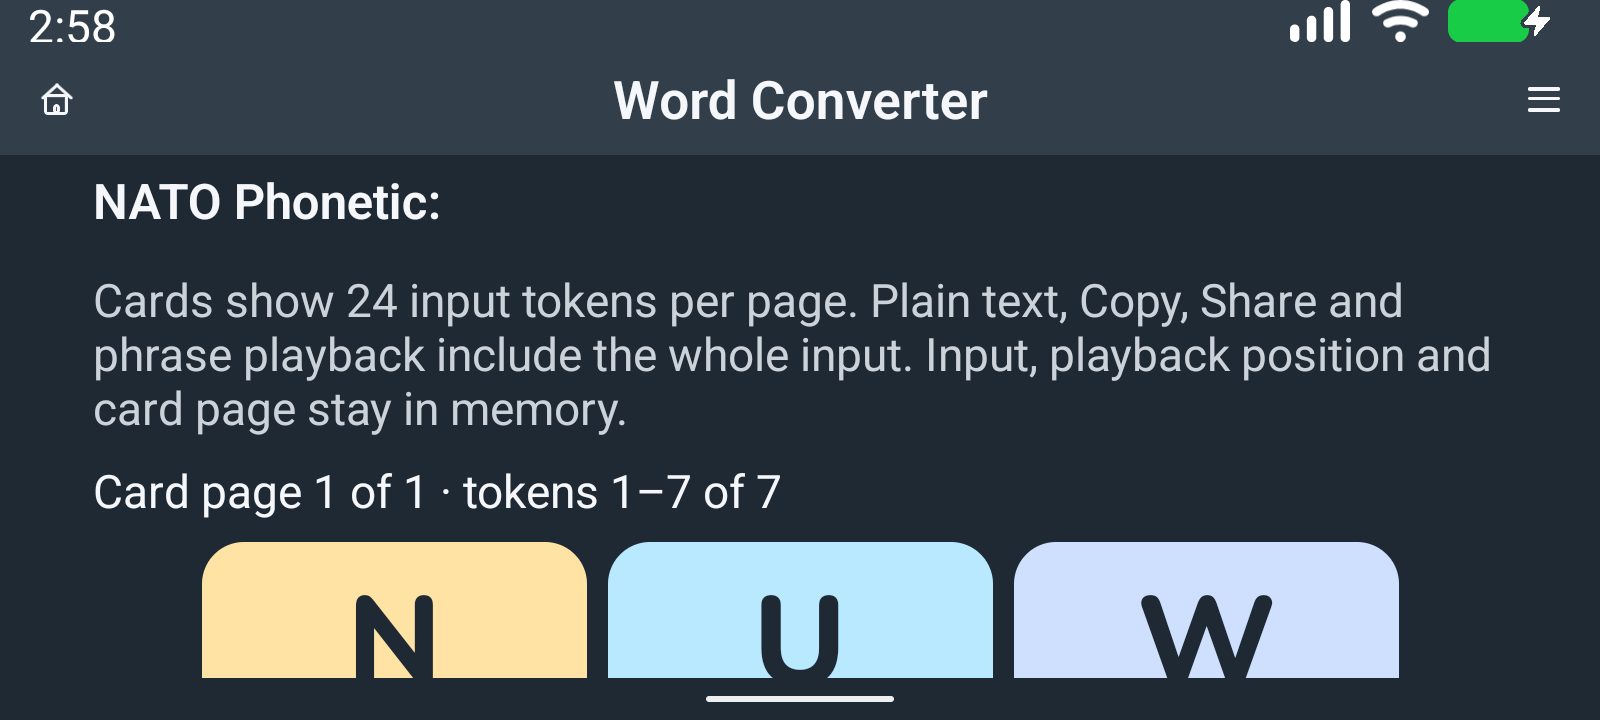 2:58
Word Converter
NATO Phonetic:
Cards show 24 input tokens per page. Plain text, Copy, Share and
phrase playback include the whole input. Input, playback position and
card page stay in memory.
Card page 1 of 1 · tokens 1–7 of 7
N U W